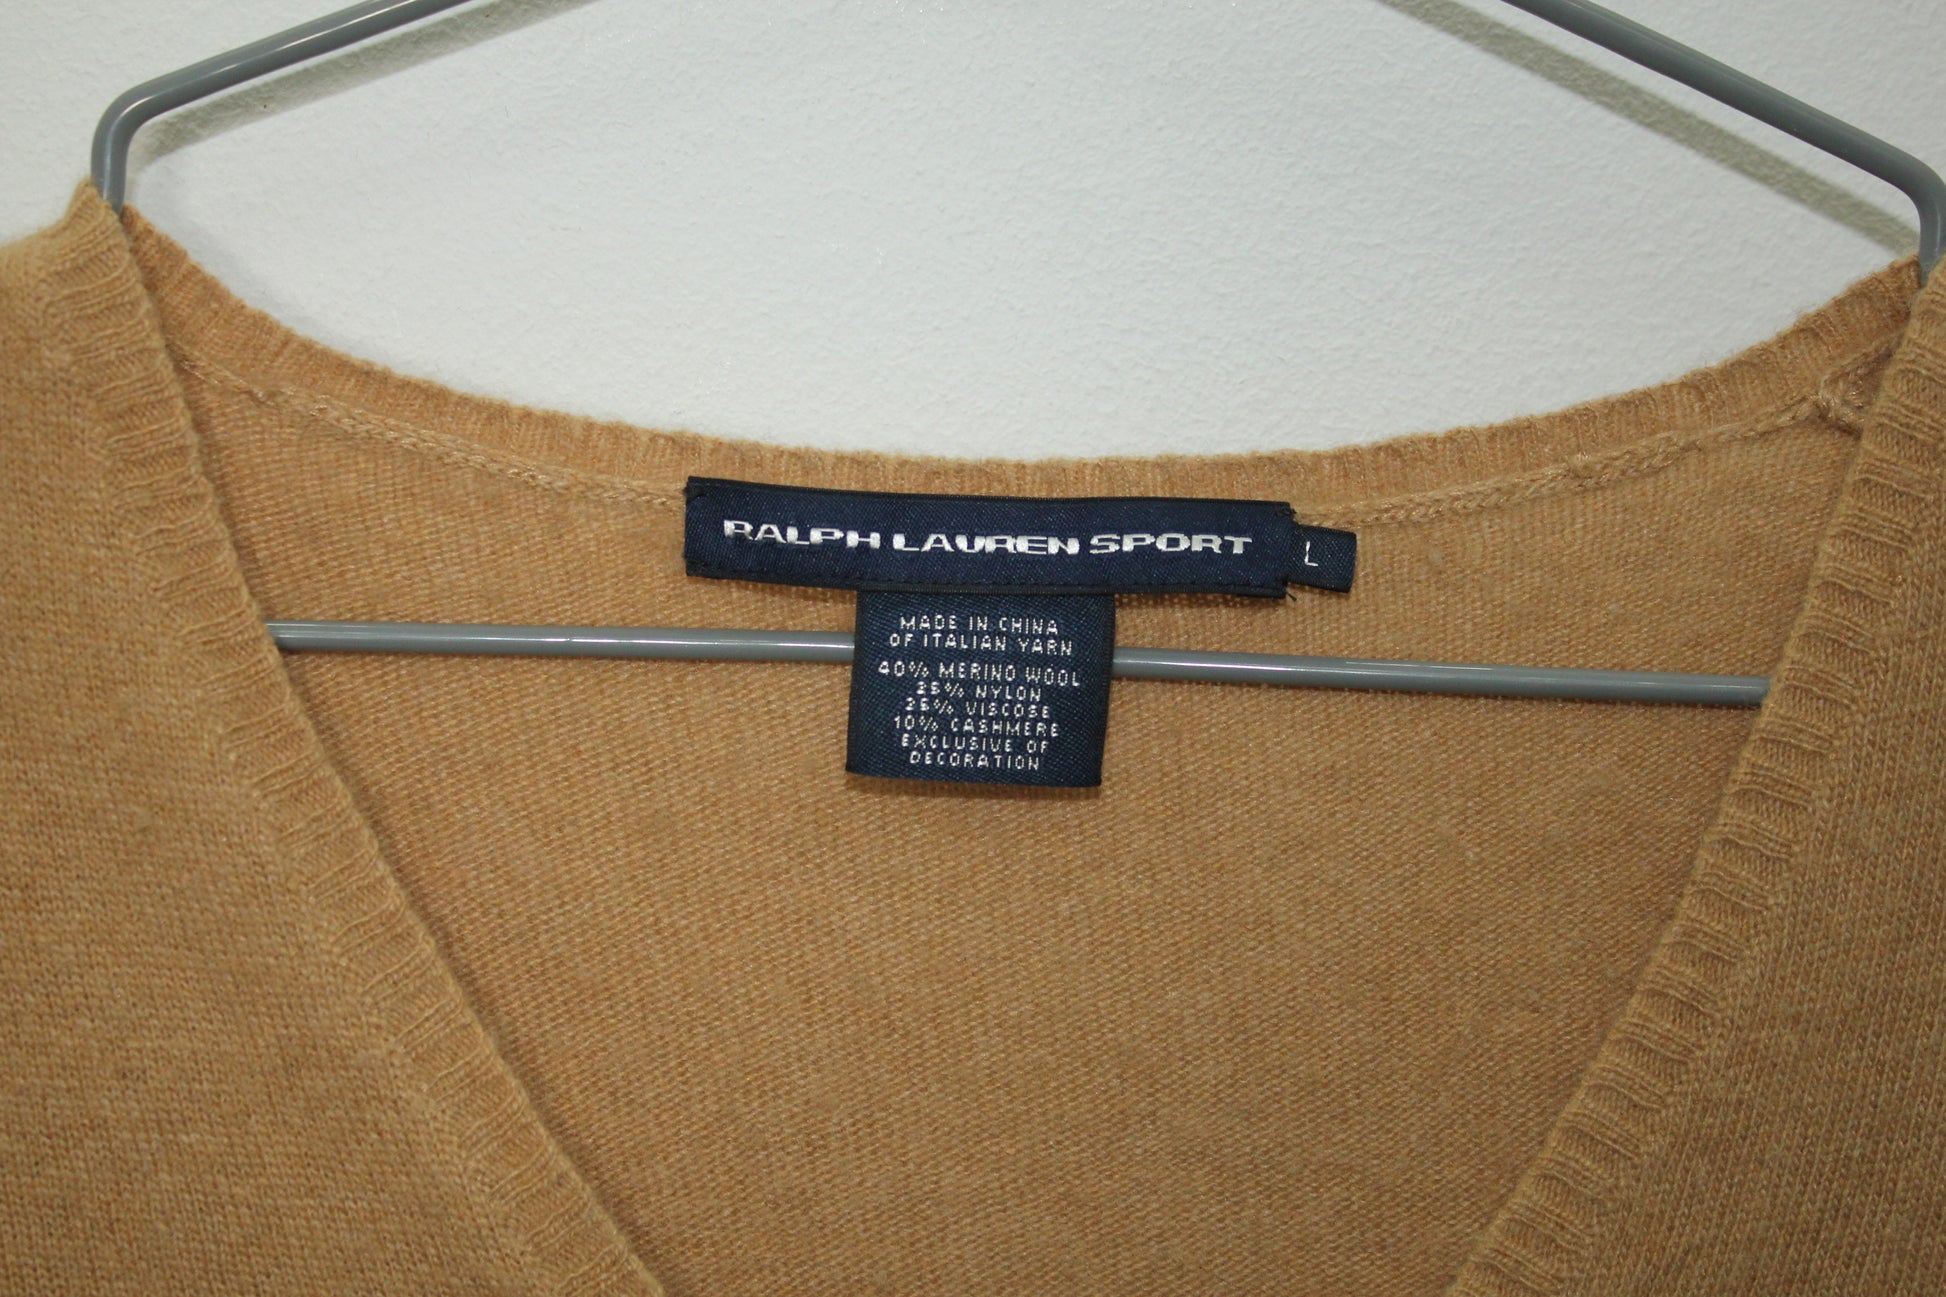 RALPH LAUREN SPORT
L
MADE IN CHINA
OF ITALIAN YARN
40% MERINO WOOL
25% NYLON
25% VISCOSE
10% CASHMERE
EXCLUSIVE OF
DECORATION